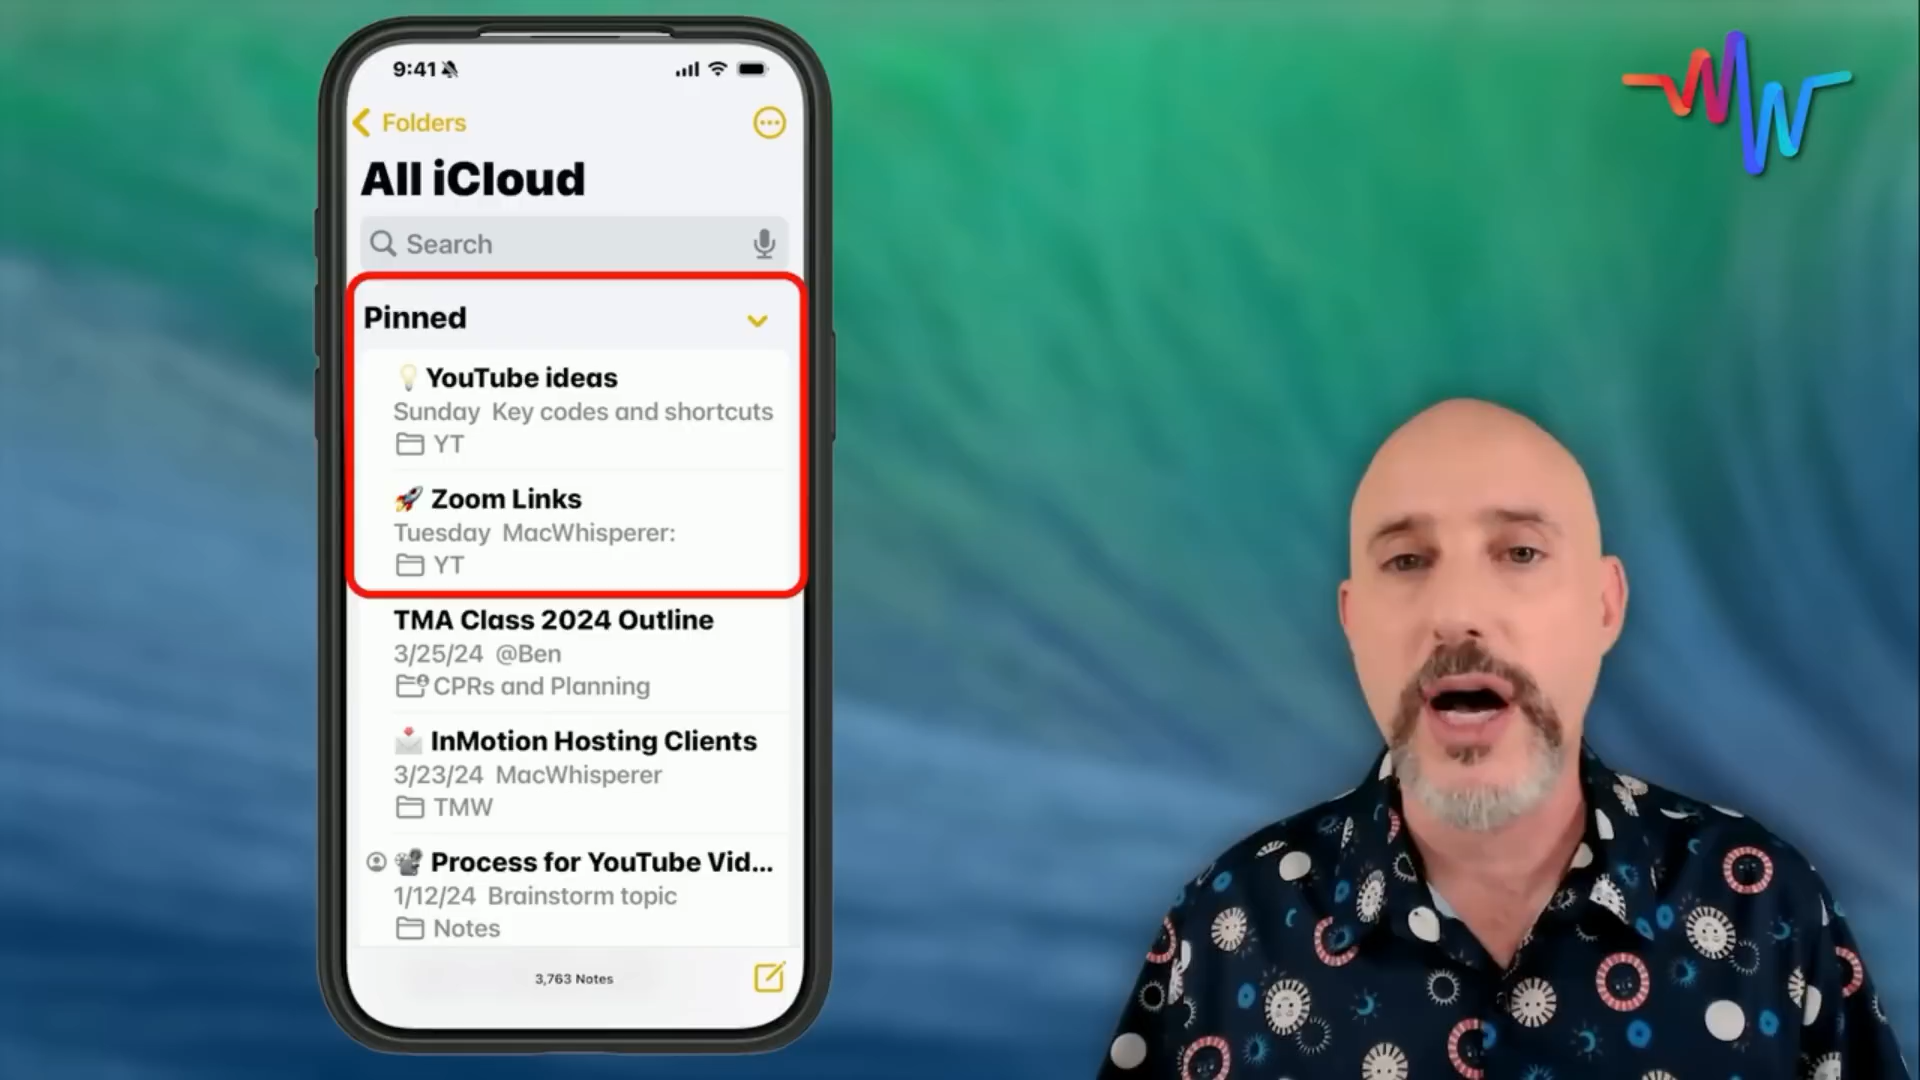 9:41
Folders
All iCloud
Search
Pinned
YouTube ideas
Sunday Key codes and shortcuts
YT
Zoom Links
Tuesday MacWhisperer:
YT
TMA Class 2024 Outline
3/25/24 @Ben
CPRs and Planning
InMotion Hosting Clients
3/23/24 MacWhisperer
TMW
Process for YouTube Vid...
1/12/24 Brainstorm topic
Notes
3,763 Notes